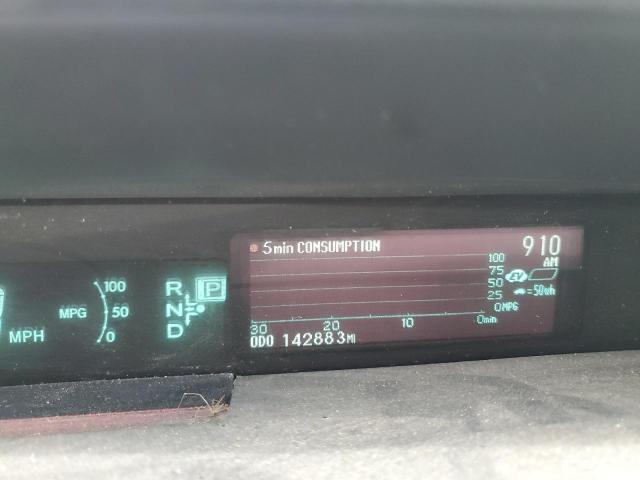 5min CONSUMPTION
910
AM
100
75
50
25
0MPG
EV
=50wh
30 20 10 0min
ODO 142883MI
100
MPG 50
0
MPH
R P
N
D